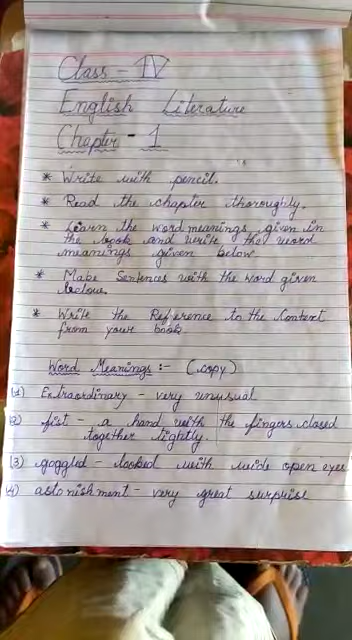 Class - IV
English Literature
Chapter - 1
* Write with pencil.
* Read the chapter thoroughly.
* Learn the word meanings given in
the book and write the word
meanings given below
* Make Sentences with the word given
below.
* Write the Reference to the Context
from your book.
Word Meanings :- (copy)
(1) Extraordinary - very unusual
(2) fist - a hand with the fingers closed
together tightly.
(3) goggled - looked with wide open eyes
(4) astonishment - very great surprise